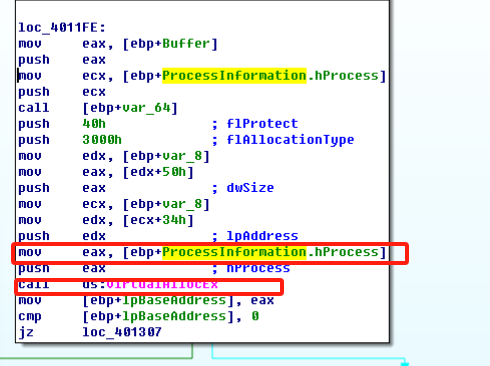 loc_4011FE:
mov eax, [ebp+Buffer]
push eax
mov ecx, [ebp+ProcessInformation.hProcess]
push ecx
call [ebp+var_64]
push 40h ; flProtect
push 3000h ; flAllocationType
mov edx, [ebp+var_8]
mov eax, [edx+50h]
push eax ; dwSize
mov ecx, [ebp+var_8]
mov edx, [ecx+34h]
push edx ; lpAddress
mov eax, [ebp+ProcessInformation.hProcess]
push eax ; hProcess
call ds:VirtualAllocEx
mov [ebp+lpBaseAddress], eax
cmp [ebp+lpBaseAddress], 0
jz loc_401307